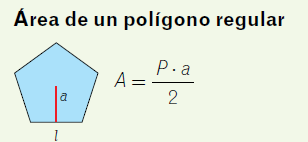 Área de un polígono regular
a
A = P · a / 2
l